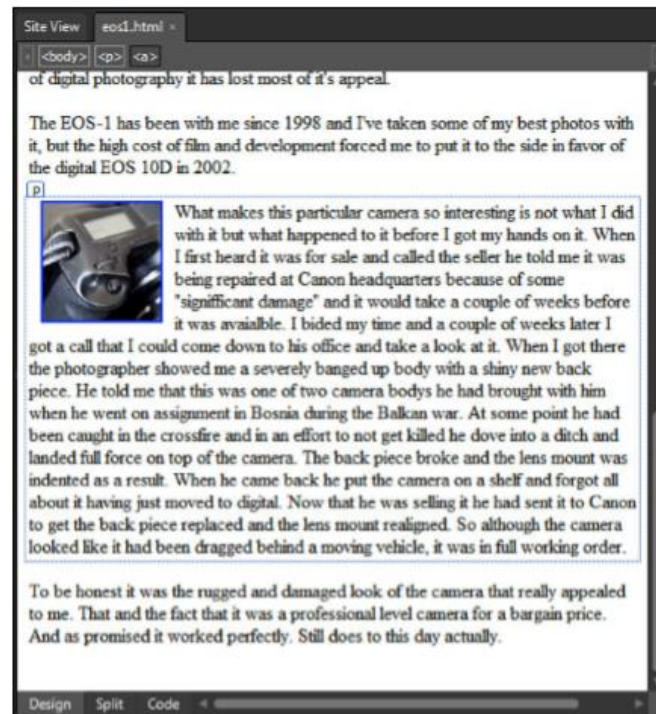 Site View eos1.html ×
<body> <p> <a>
of digital photography it has lost most of it's appeal.
The EOS-1 has been with me since 1998 and I've taken some of my best photos with
it, but the high cost of film and development forced me to put it to the side in favor of
the digital EOS 10D in 2002.
p
What makes this particular camera so interesting is not what I did
with it but what happened to it before I got my hands on it. When
I first heard it was for sale and called the seller he told me it was
being repaired at Canon headquarters because of some
"signifficant damage" and it would take a couple of weeks before
it was avaialble. I bided my time and a couple of weeks later I
got a call that I could come down to his office and take a look at it. When I got there
the photographer showed me a severely banged up body with a shiny new back
piece. He told me that this was one of two camera bodys he had brought with him
when he went on assignment in Bosnia during the Balkan war. At some point he had
been caught in the crossfire and in an effort to not get killed he dove into a ditch and
landed full force on top of the camera. The back piece broke and the lens mount was
indented as a result. When he came back he put the camera on a shelf and forgot all
about it having just moved to digital. Now that he was selling it he had sent it to Canon
to get the back piece replaced and the lens mount realigned. So although the camera
looked like it had been dragged behind a moving vehicle, it was in full working order.
To be honest it was the rugged and damaged look of the camera that really appealed
to me. That and the fact that it was a professional level camera for a bargain price.
And as promised it worked perfectly. Still does to this day actually.
Design Split Code